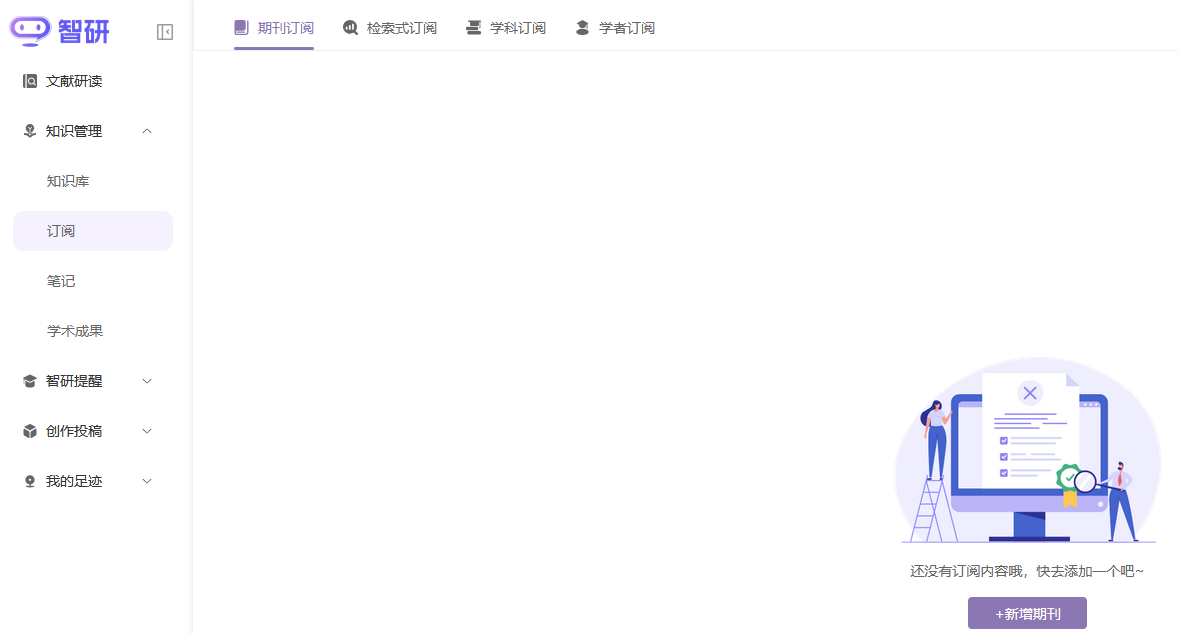 智研
期刊订阅 检索式订阅 学科订阅 学者订阅
文献研读
知识管理
知识库
订阅
笔记
学术成果
智研提醒
创作投稿
我的足迹
还没有订阅内容哦，快去添加一个吧~
+新增期刊